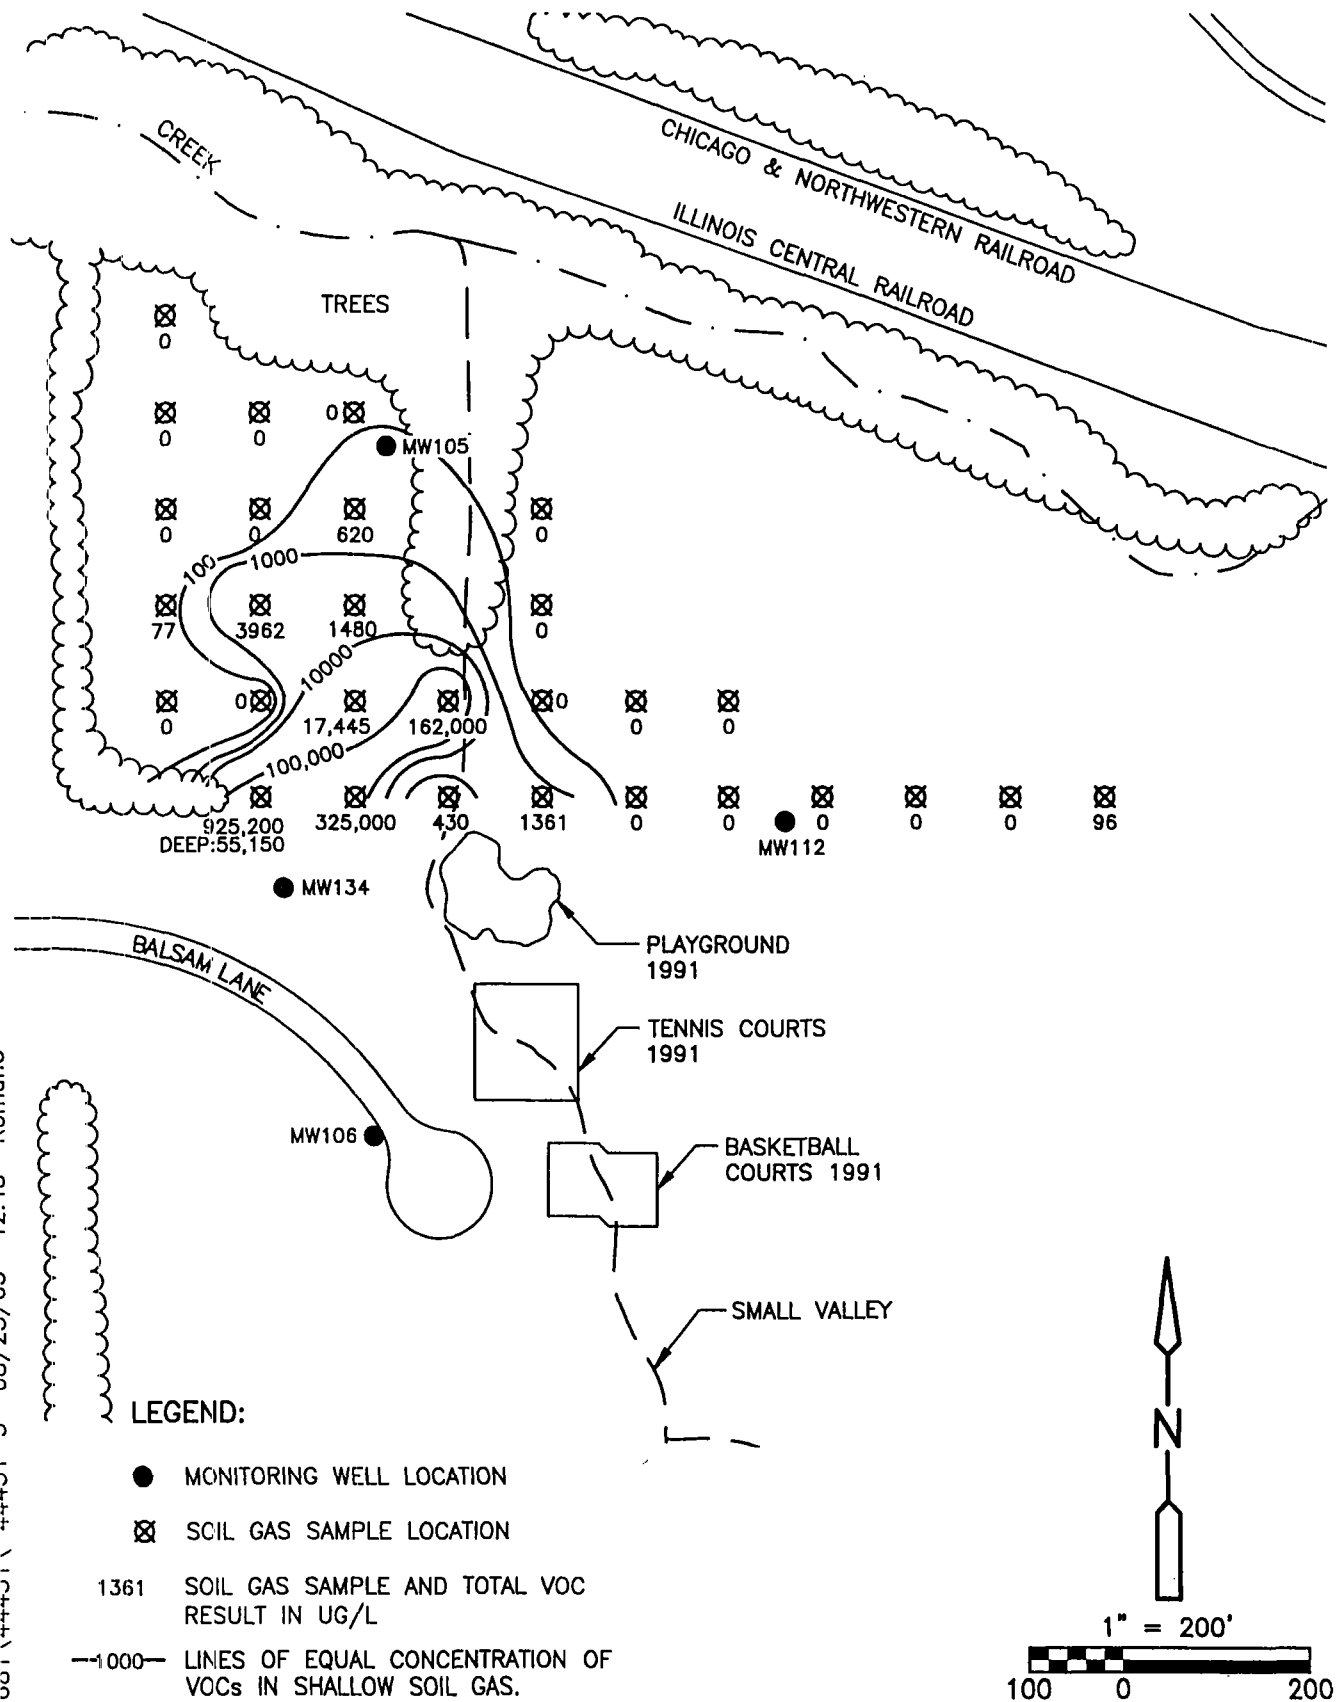 CHICAGO & NORTHWESTERN RAILROAD
CREEK
ILLINOIS CENTRAL RAILROAD
TREES
0
0
0
0
MW105
0
0
620
0
100
1000
77
3962
1480
0
10000
0
0
17,445
162,000
0
0
0
100,000
925,200
DEEP:55,150
325,000
430
1361
0
0
0
0
0
96
MW112
MW134
BALSAM LANE
PLAYGROUND
1991
TENNIS COURTS
1991
MW106
BASKETBALL
COURTS 1991
SMALL VALLEY
LEGEND:
MONITORING WELL LOCATION
SOIL GAS SAMPLE LOCATION
1361 SOIL GAS SAMPLE AND TOTAL VOC
RESULT IN UG/L
1000 LINES OF EQUAL CONCENTRATION OF
VOCs IN SHALLOW SOIL GAS.
N
1" = 200'
100 0 200